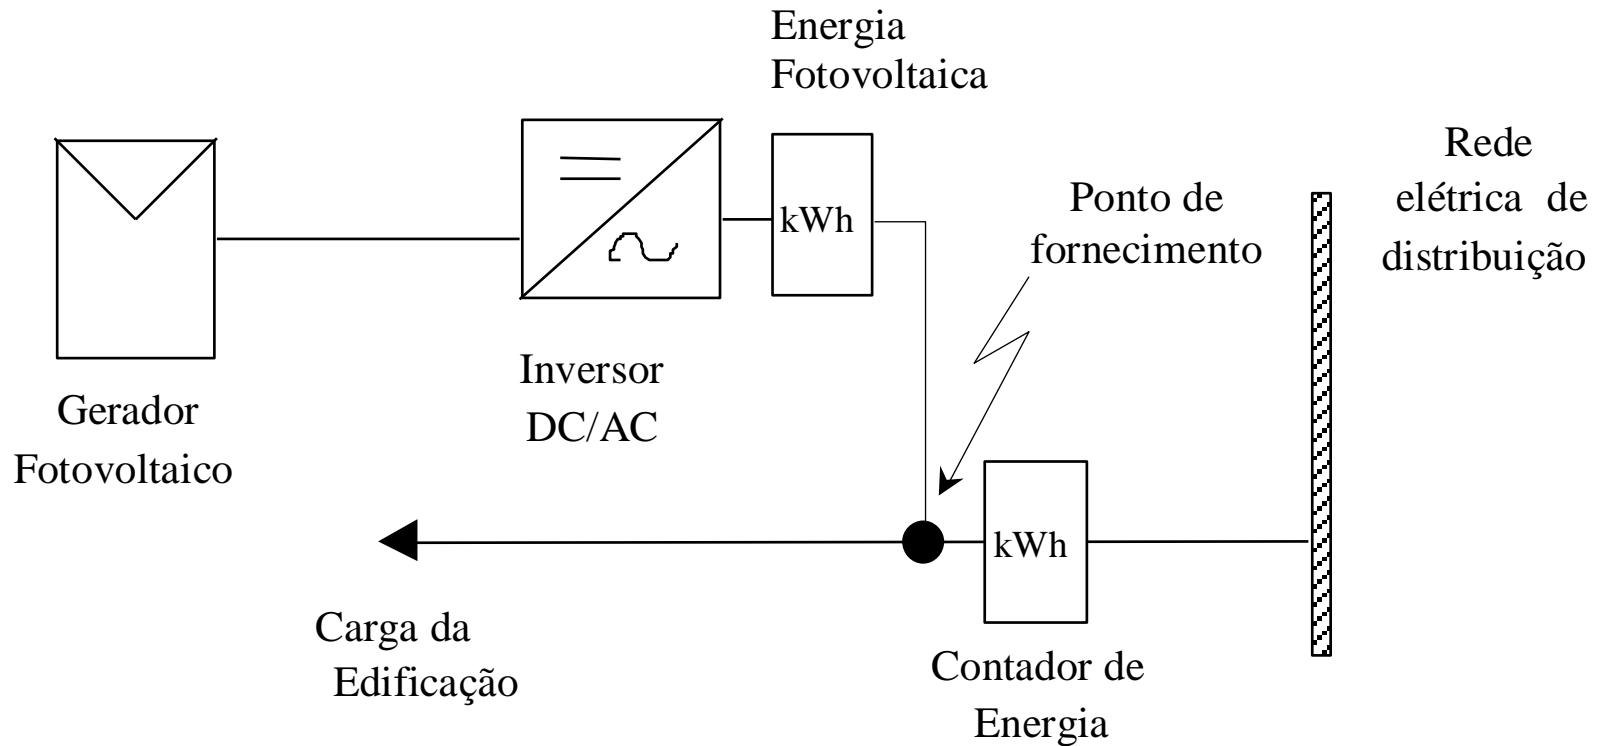 Energia
Fotovoltaica
Rede
elétrica de
distribuição
Ponto de
fornecimento
kWh
Inversor
DC/AC
Gerador
Fotovoltaico
kWh
Carga da
Edificação
Contador de
Energia